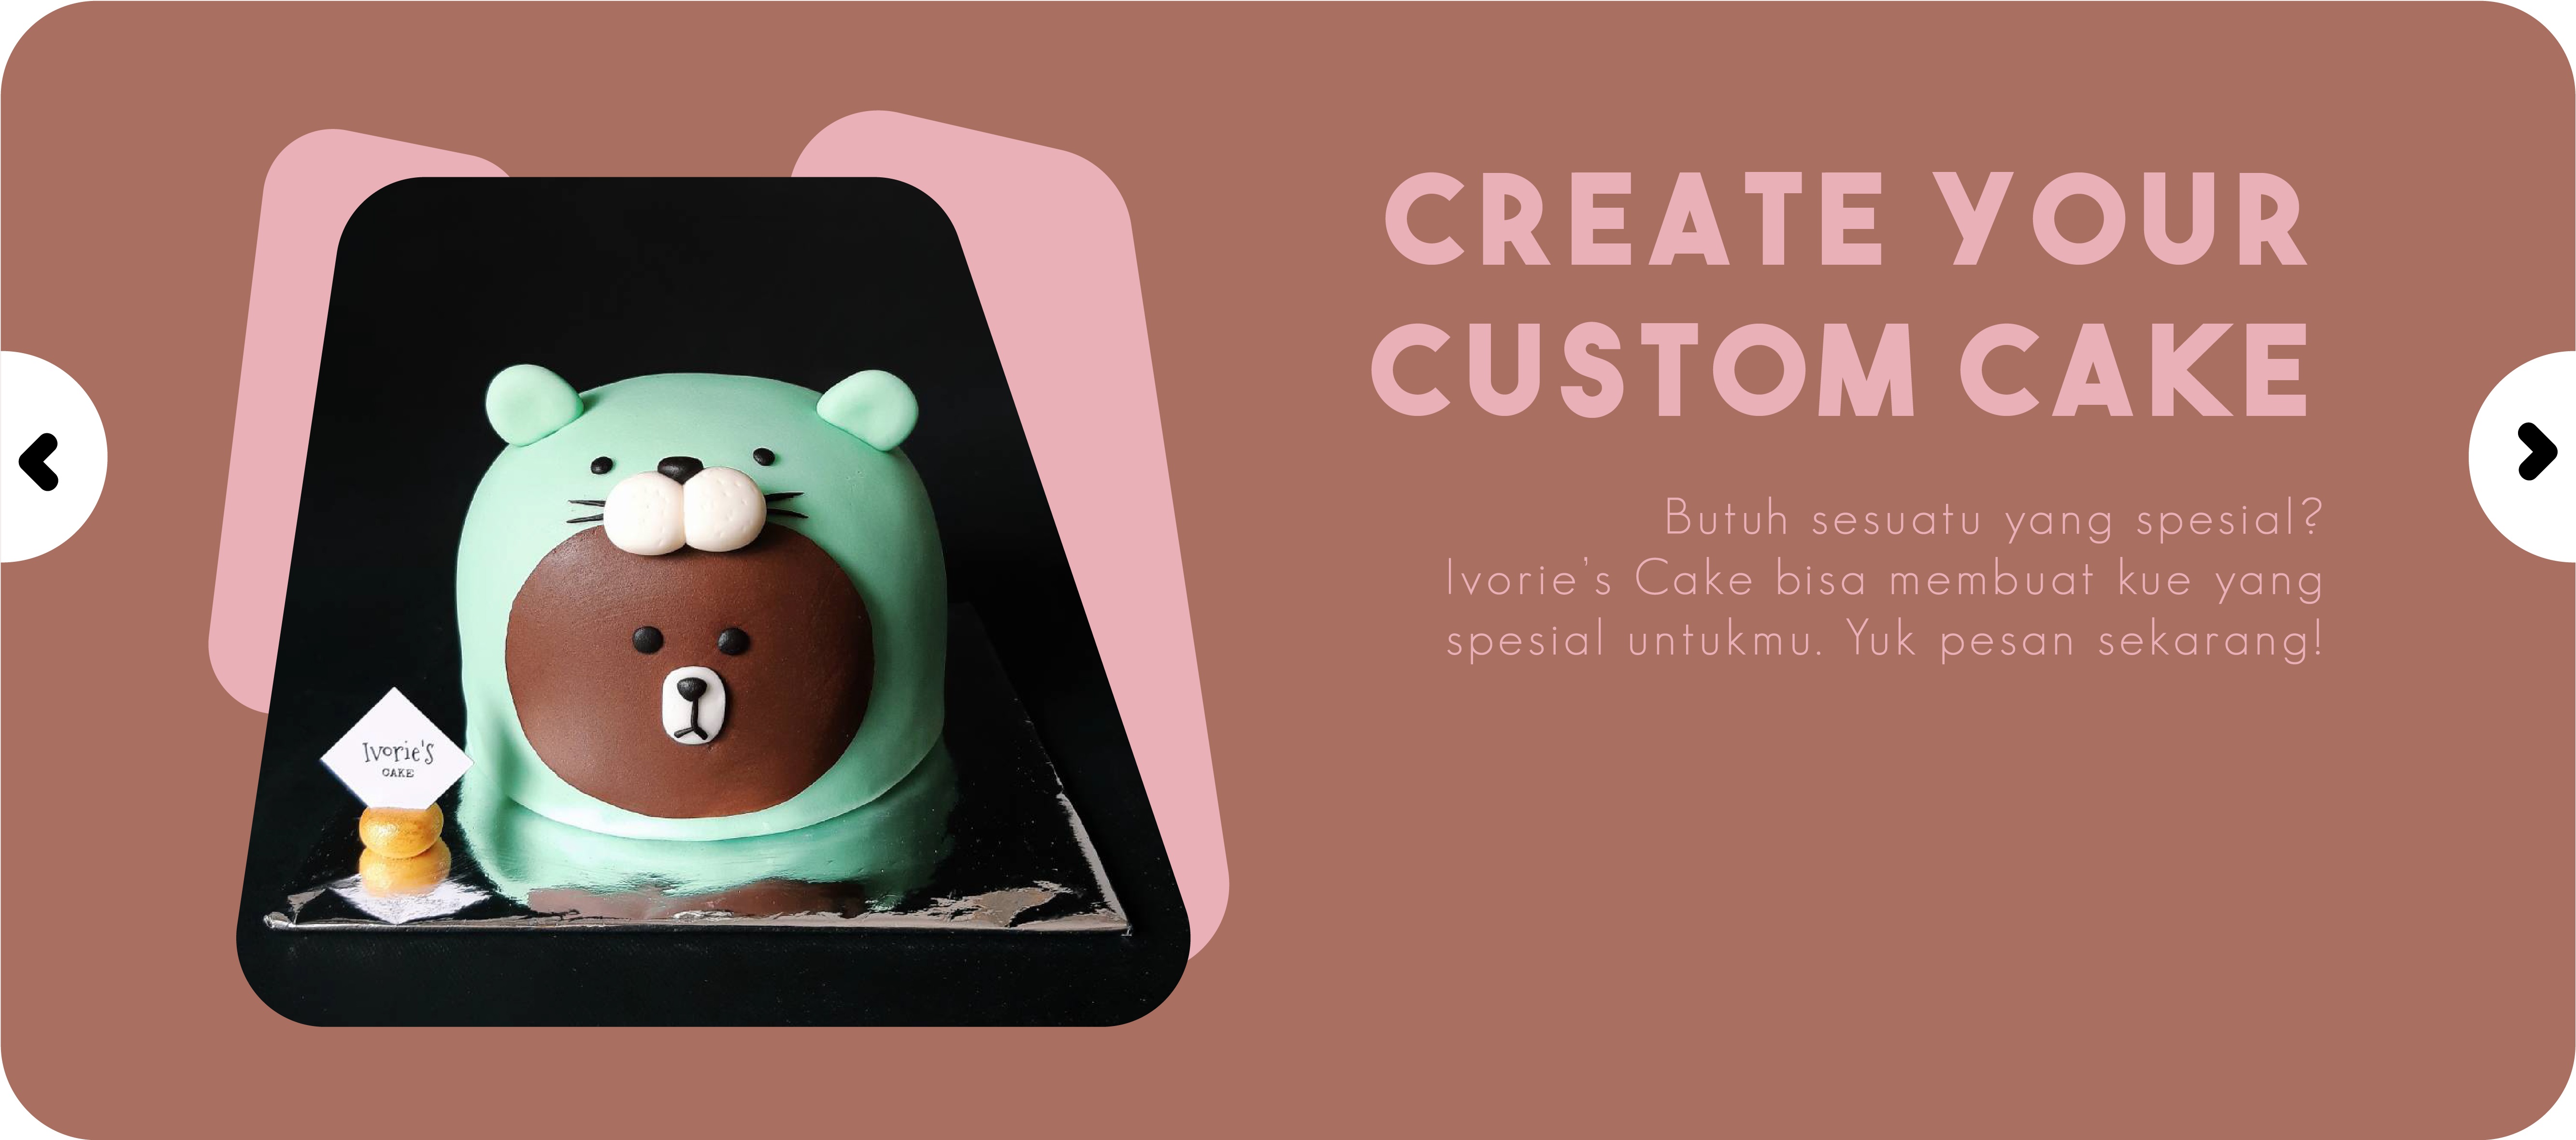 CREATE YOUR
CUSTOM CAKE
Butuh sesuatu yang spesial?
Ivorie's Cake bisa membuat kue yang
spesial untukmu. Yuk pesan sekarang!
Ivorie's
CAKE